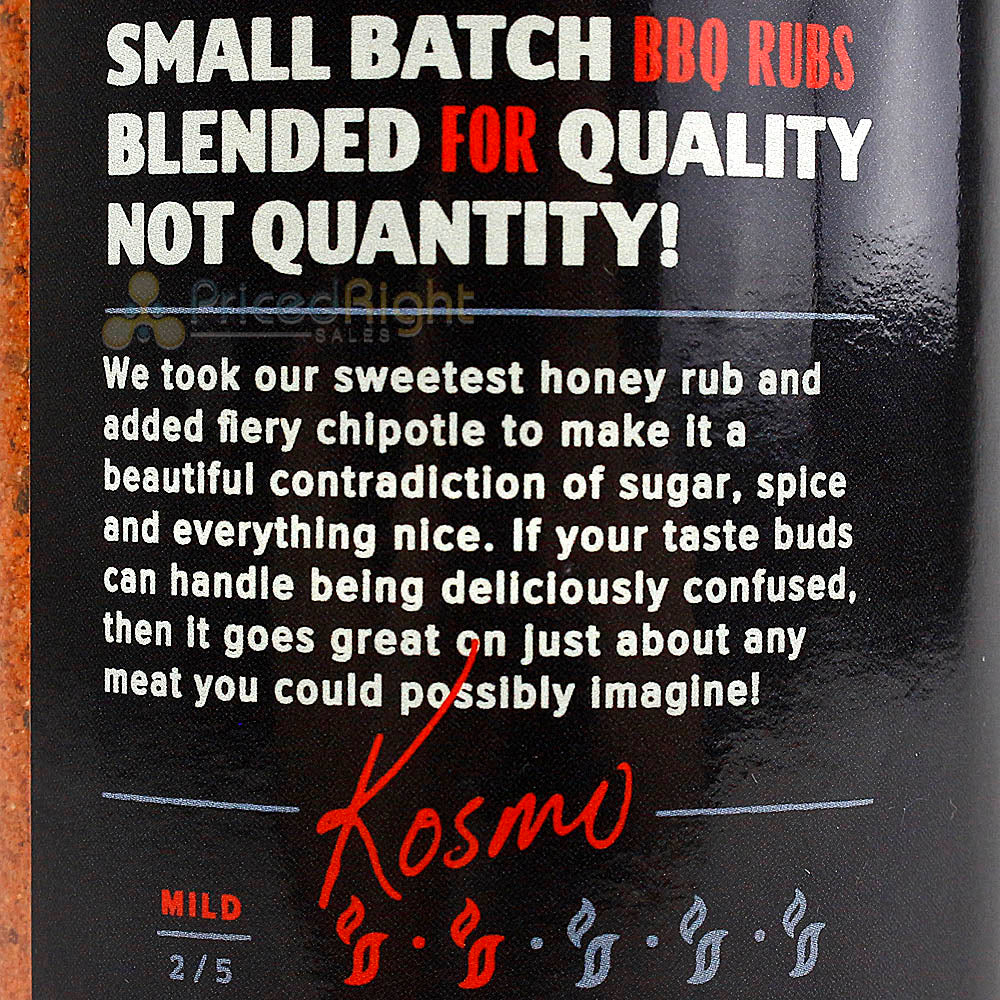 SMALL BATCH BBQ RUBS
BLENDED FOR QUALITY
NOT QUANTITY!
PricedRight
SALES
We took our sweetest honey rub and
added fiery chipotle to make it a
beautiful contradiction of sugar, spice
and everything nice. If your taste buds
can handle being deliciously confused,
then it goes great on just about any
meat you could possibly imagine!
Kosmo
MILD
2/5